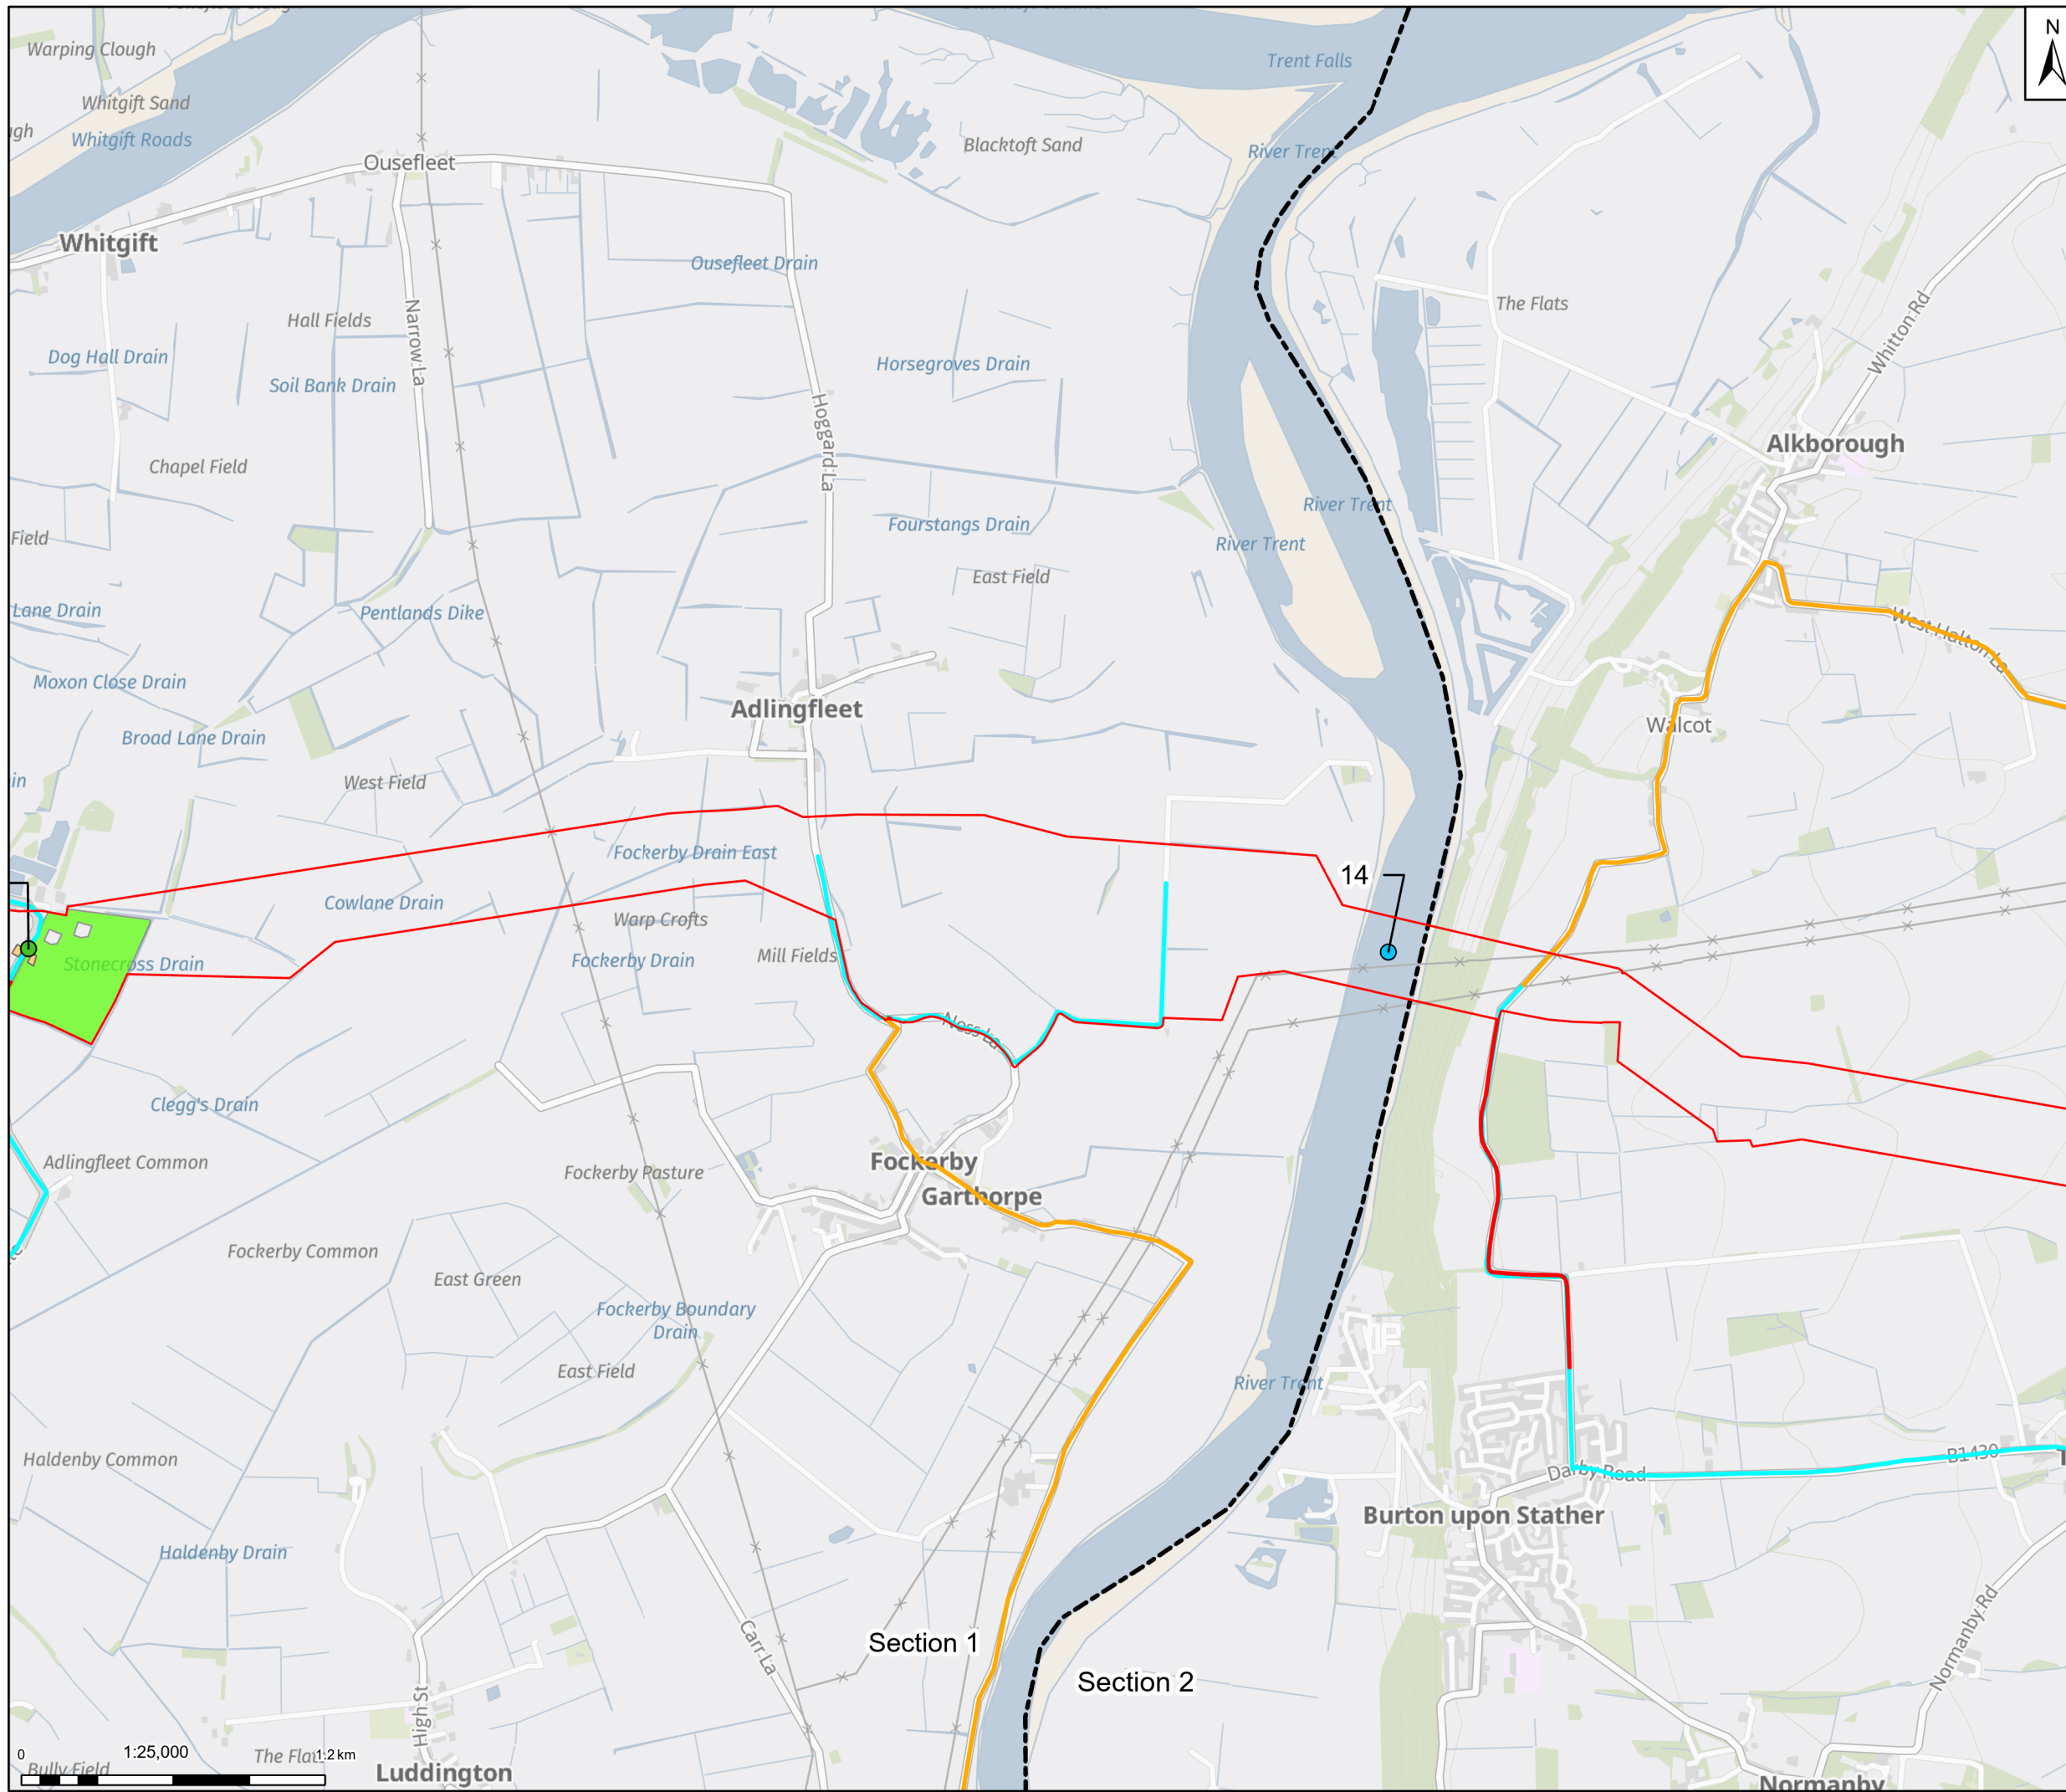 N
Warping Clough
Trent Falls
Whitgift Sand
Whitgift Roads
Blacktoft Sand
River Trent
Ousefleet
Whitgift
Ousefleet Drain
The Flats
Hall Fields
Narrow La
Whitton Rd
Dog Hall Drain
Horsegroves Drain
Soil Bank Drain
Hoggard La
Alkborough
Chapel Field
River Trent
Fourstangs Drain
Field
River Trent
East Field
Lane Drain
Pentlands Dike
West Halton La
Moxon Close Drain
Adlingfleet
Walcot
Broad Lane Drain
West Field
Fockerby Drain East
14
Cowlane Drain
Warp Crofts
Mill Fields
Stonecross Drain
Fockerby Drain
Ness La
Clegg's Drain
Adlingfleet Common
Fockerby
Fockerby Pasture
Garthorpe
Fockerby Common
East Green
Fockerby Boundary
Drain
East Field
River Trent
Haldenby Common
B1430
Darby Road
Burton upon Stather
Haldenby Drain
Carr La
Section 1
Normanby Rd
Section 2
High St
0
1:25,000
1.2 km
The Flats
Bully Field
Luddington
Normanby